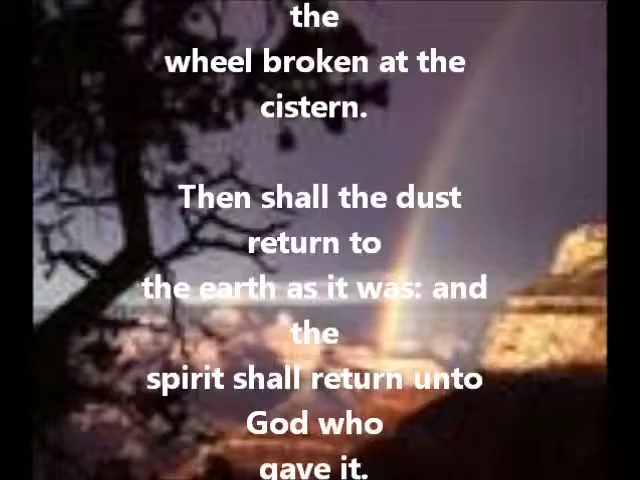 the
wheel broken at the
cistern.
Then shall the dust
return to
the earth as it was: and
the
spirit shall return unto
God who
gave it.